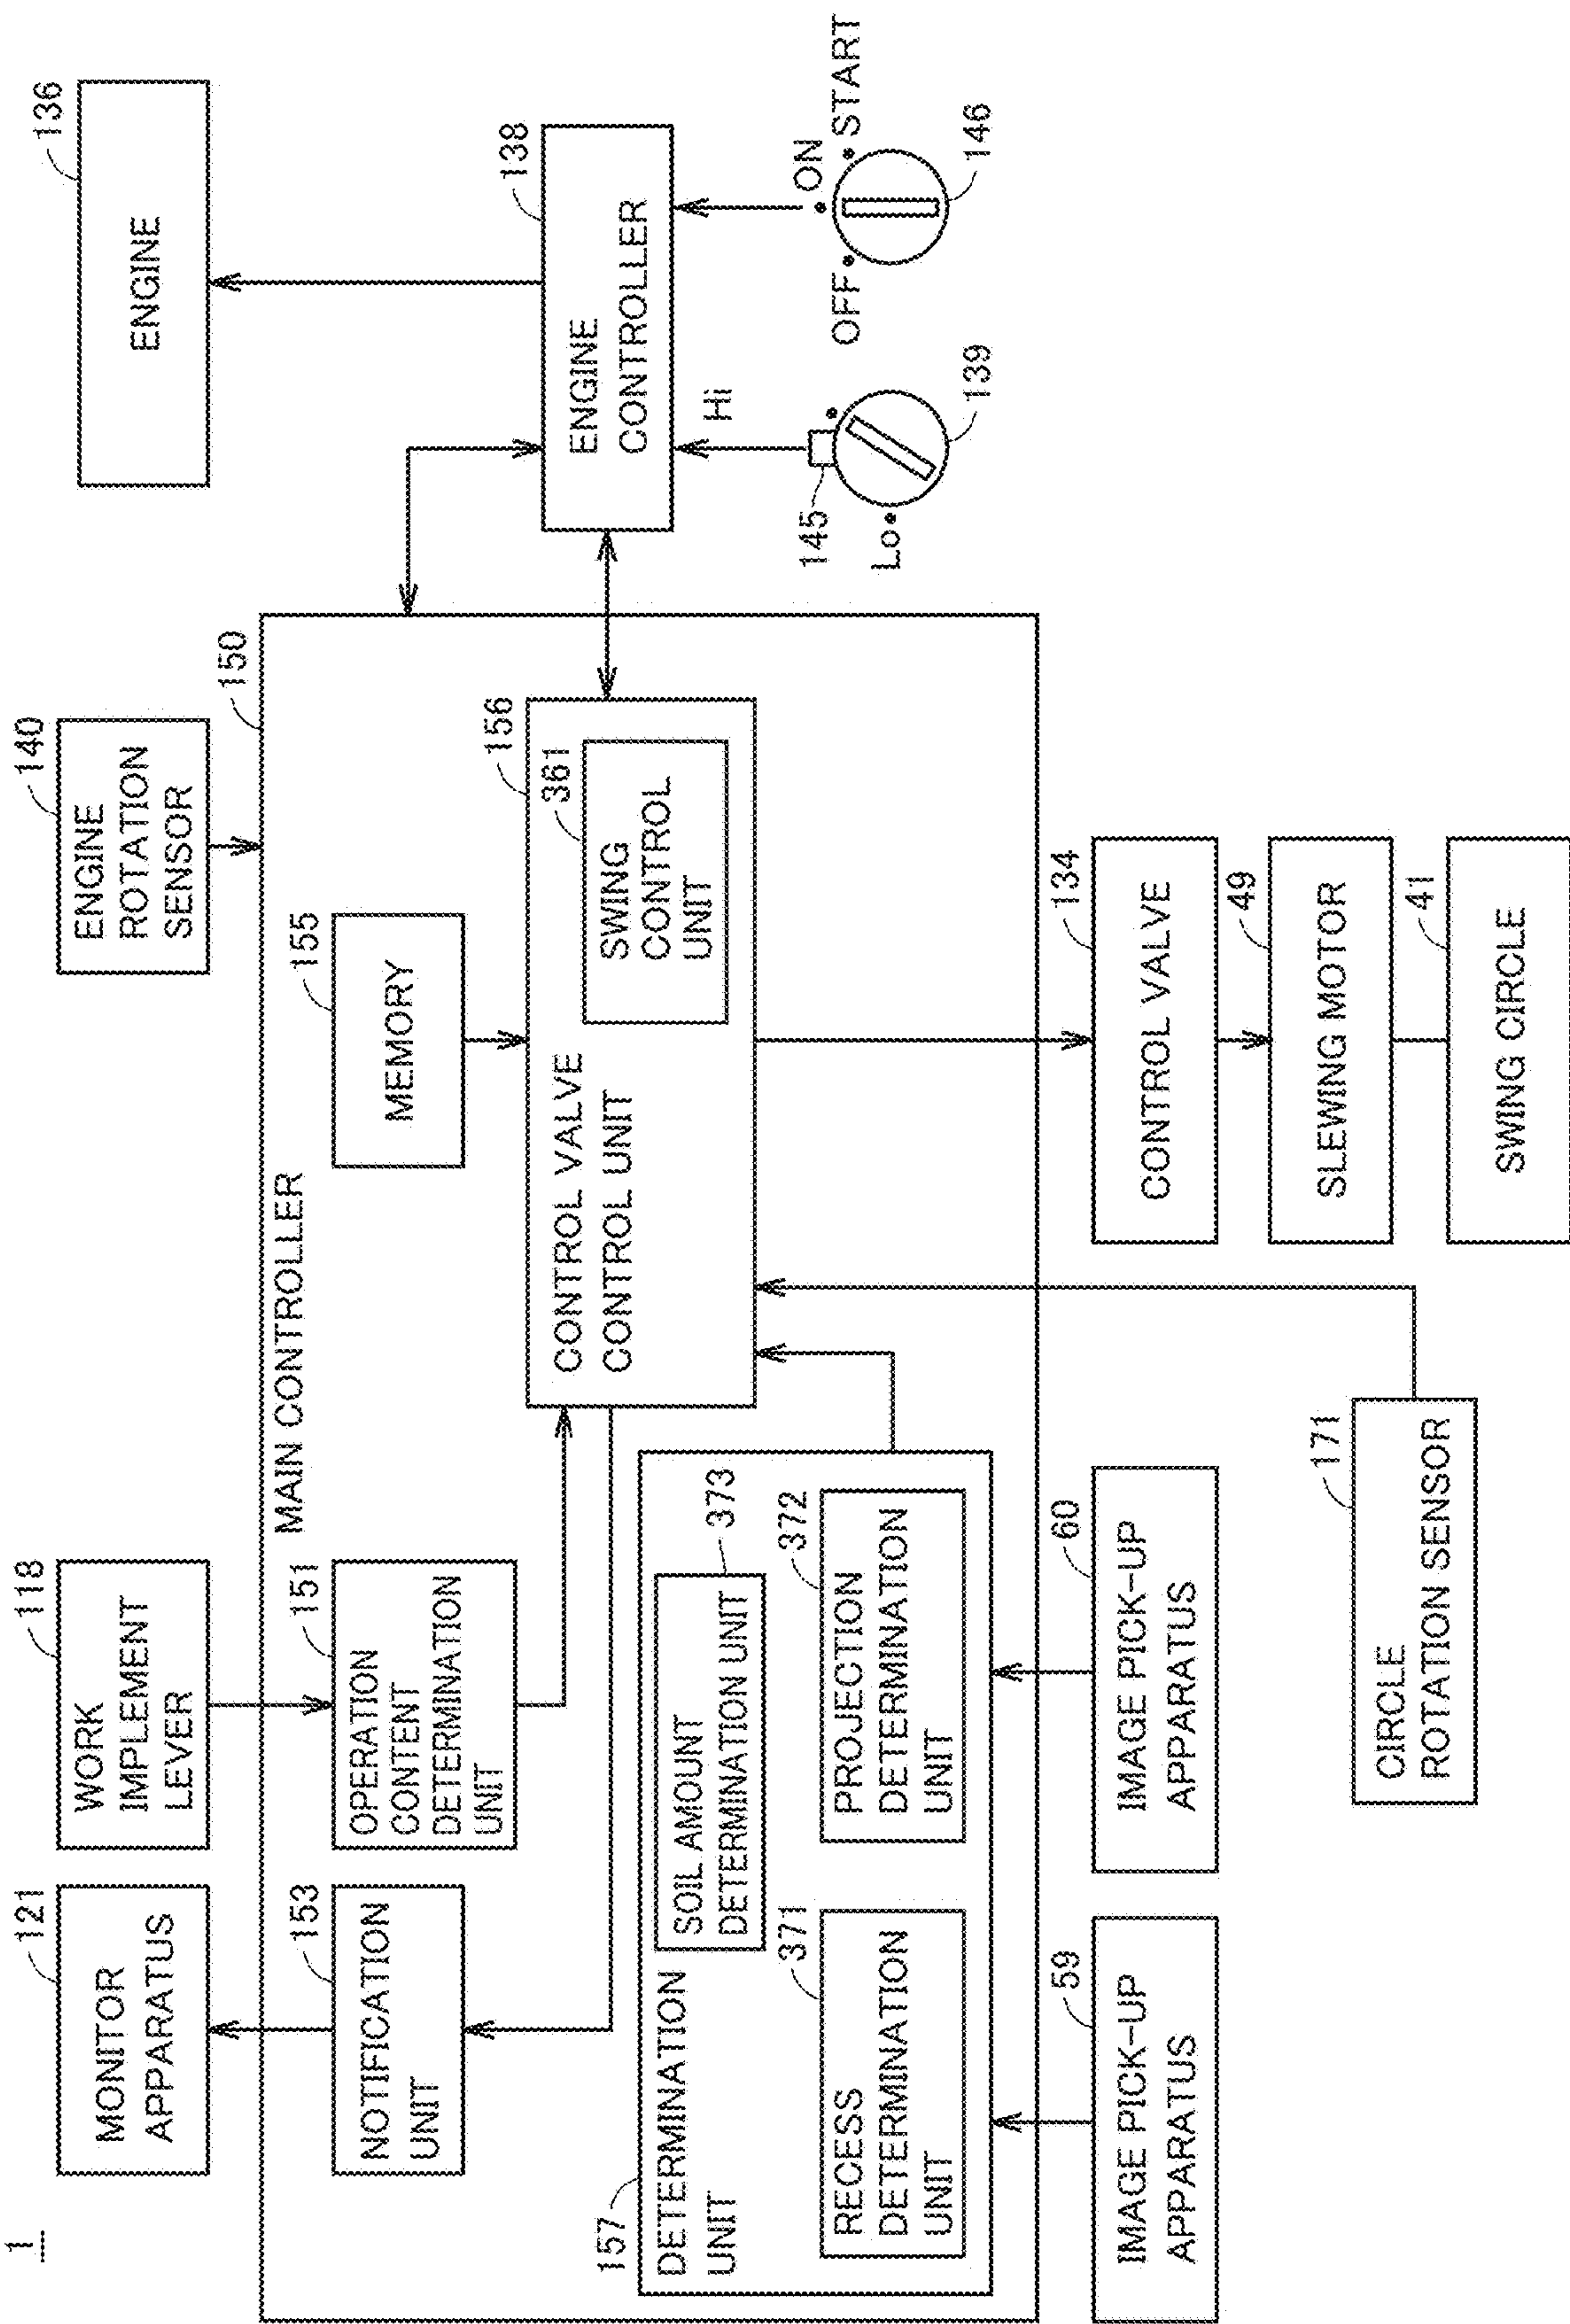 1
121
MONITOR
APPARATUS
118
WORK
IMPLEMENT
LEVER
140
ENGINE
ROTATION
SENSOR
136
ENGINE
MAIN CONTROLLER
150
153
NOTIFICATION
UNIT
151
OPERATION
CONTENT
DETERMINATION
UNIT
155
MEMORY
138
ENGINE
CONTROLLER
156
CONTROL VALVE
CONTROL UNIT
361
SWING
CONTROL
UNIT
157
DETERMINATION
UNIT
SOIL AMOUNT
DETERMINATION UNIT
373
371
RECESS
DETERMINATION
UNIT
372
PROJECTION
DETERMINATION
UNIT
145
Hi
Lo
139
OFF
ON
START
146
59
IMAGE PICK-UP
APPARATUS
60
IMAGE PICK-UP
APPARATUS
134
CONTROL VALVE
49
SLEWING MOTOR
41
SWING CIRCLE
171
CIRCLE
ROTATION SENSOR